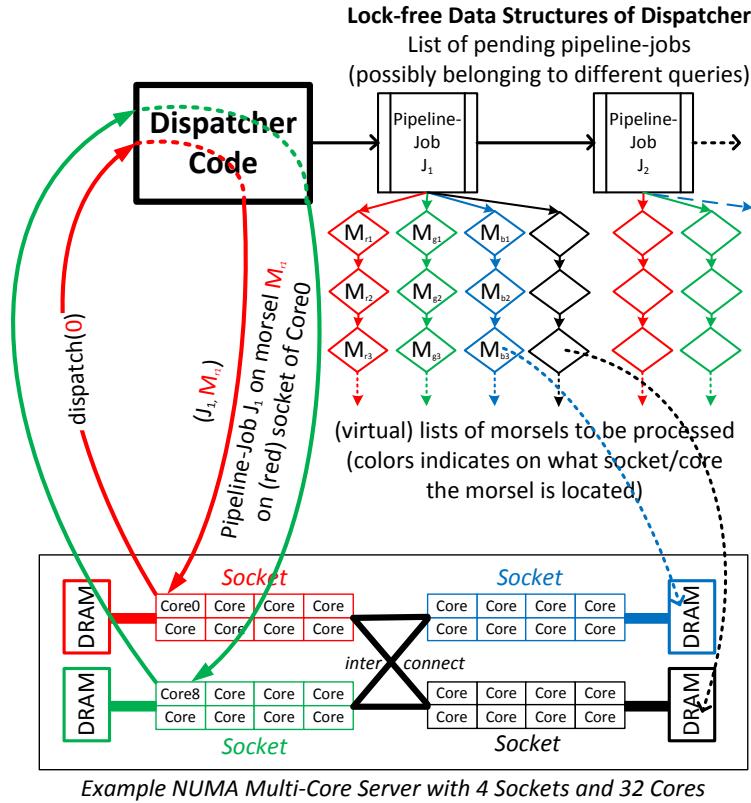 Lock-free Data Structures of Dispatcher
List of pending pipeline-jobs
(possibly belonging to different queries)
Dispatcher
Code
Pipeline-
Job
J1
Pipeline-
Job
J2
Mr1
Mg1
Mb1
Mr2
Mg2
Mb2
Mr3
Mg3
Mb3
dispatch(0)
(J1, Mr1)
Pipeline-Job J1 on morsel Mr1
on (red) socket of Core0
(virtual) lists of morsels to be processed
(colors indicates on what socket/core
the morsel is located)
Socket
Socket
DRAM
Core0 Core Core Core
Core Core Core Core
Core Core Core Core
Core Core Core Core
DRAM
inter connect
DRAM
Core8 Core Core Core
Core Core Core Core
Core Core Core Core
Core Core Core Core
DRAM
Socket
Socket
Example NUMA Multi-Core Server with 4 Sockets and 32 Cores